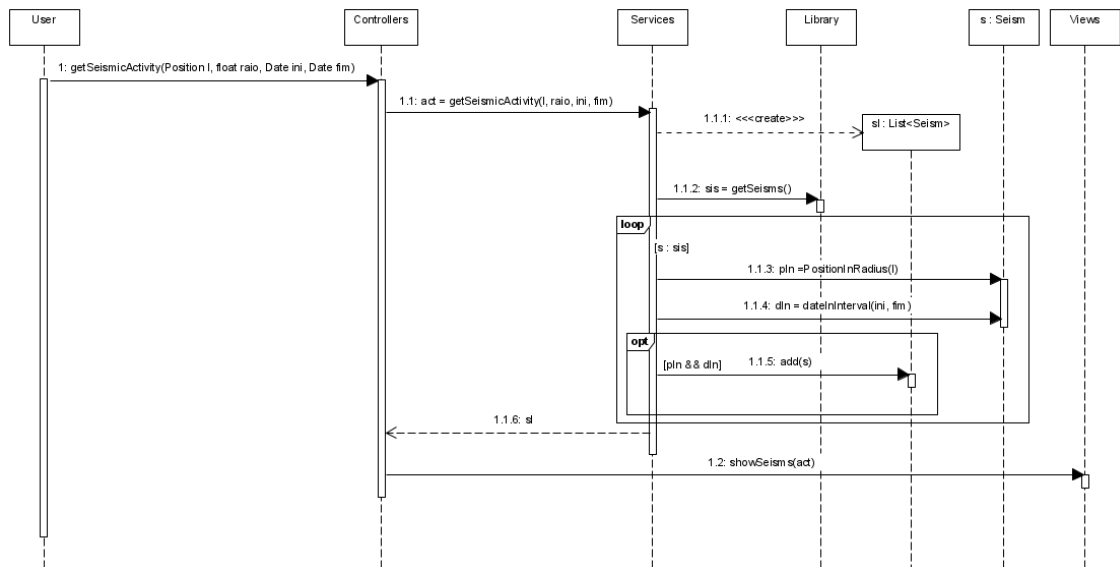 User
Controllers
Services
Library
s : Seism
Views
1: getSeismicActivity(Position l, float raio, Date ini, Date fim)
1.1: act = getSeismicActivity(l, raio, ini, fim)
1.1.1: <<<create>>>
sl : List<Seism>
1.1.2: sis = getSeisms()
loop
[s : sis]
1.1.3: pIn =PositionInRadius(l)
1.1.4: dIn = dateInInterval(ini, fim)
opt
[pIn && dIn]
1.1.5: add(s)
1.1.6: sl
1.2: showSeisms(act)